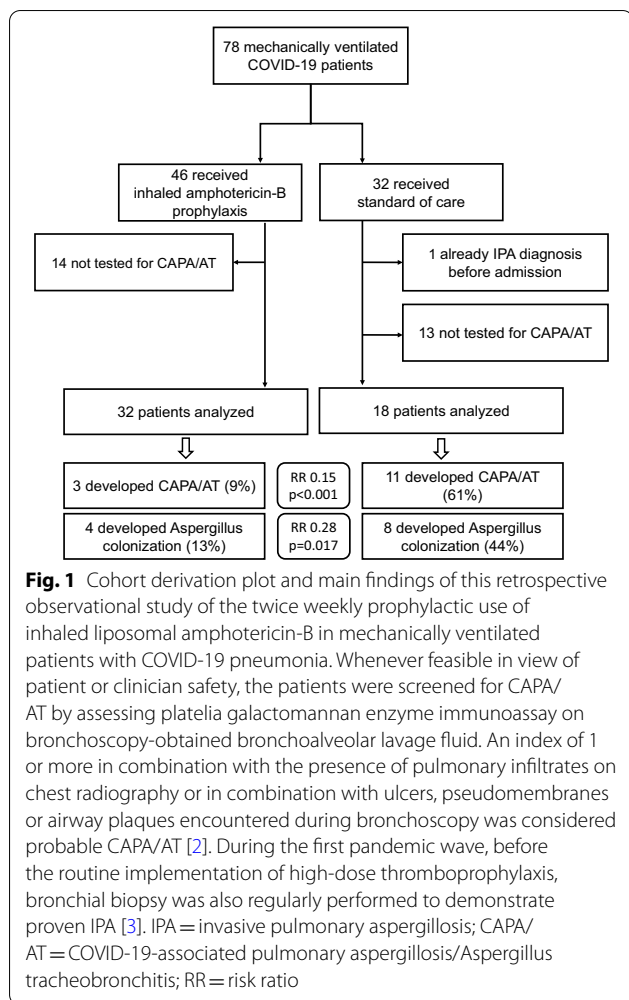 78 mechanically ventilated
COVID-19 patients
46 received
inhaled amphotericin-B
prophylaxis
32 received
standard of care
14 not tested for CAPA/AT
1 already IPA diagnosis
before admission
13 not tested for CAPA/AT
32 patients analyzed
18 patients analyzed
3 developed CAPA/AT (9%)
RR 0.15
p<0.001
11 developed CAPA/AT
(61%)
4 developed Aspergillus
colonization (13%)
RR 0.28
p=0.017
8 developed Aspergillus
colonization (44%)
Fig. 1 Cohort derivation plot and main findings of this retrospective
observational study of the twice weekly prophylactic use of
inhaled liposomal amphotericin-B in mechanically ventilated
patients with COVID-19 pneumonia. Whenever feasible in view of
patient or clinician safety, the patients were screened for CAPA/
AT by assessing platelia galactomannan enzyme immunoassay on
bronchoscopy-obtained bronchoalveolar lavage fluid. An index of 1
or more in combination with the presence of pulmonary infiltrates on
chest radiography or in combination with ulcers, pseudomembranes
or airway plaques encountered during bronchoscopy was considered
probable CAPA/AT [2]. During the first pandemic wave, before
the routine implementation of high-dose thromboprophylaxis,
bronchial biopsy was also regularly performed to demonstrate
proven IPA [3]. IPA = invasive pulmonary aspergillosis; CAPA/
AT = COVID-19-associated pulmonary aspergillosis/Aspergillus
tracheobronchitis; RR = risk ratio